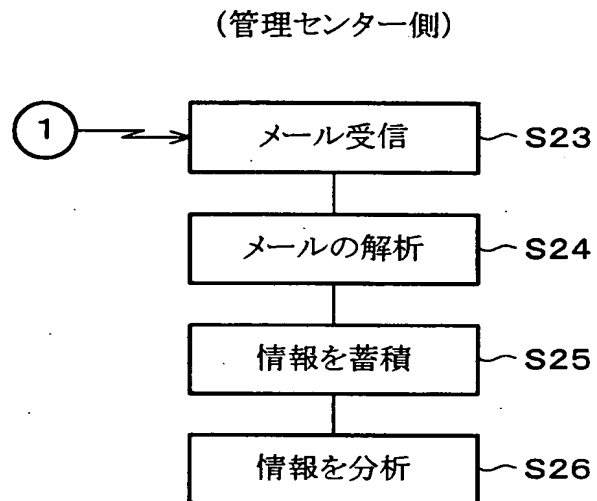 (管理センター側)
1
メール受信
S23
メールの解析
S24
情報を蓄積
S25
情報を分析
S26